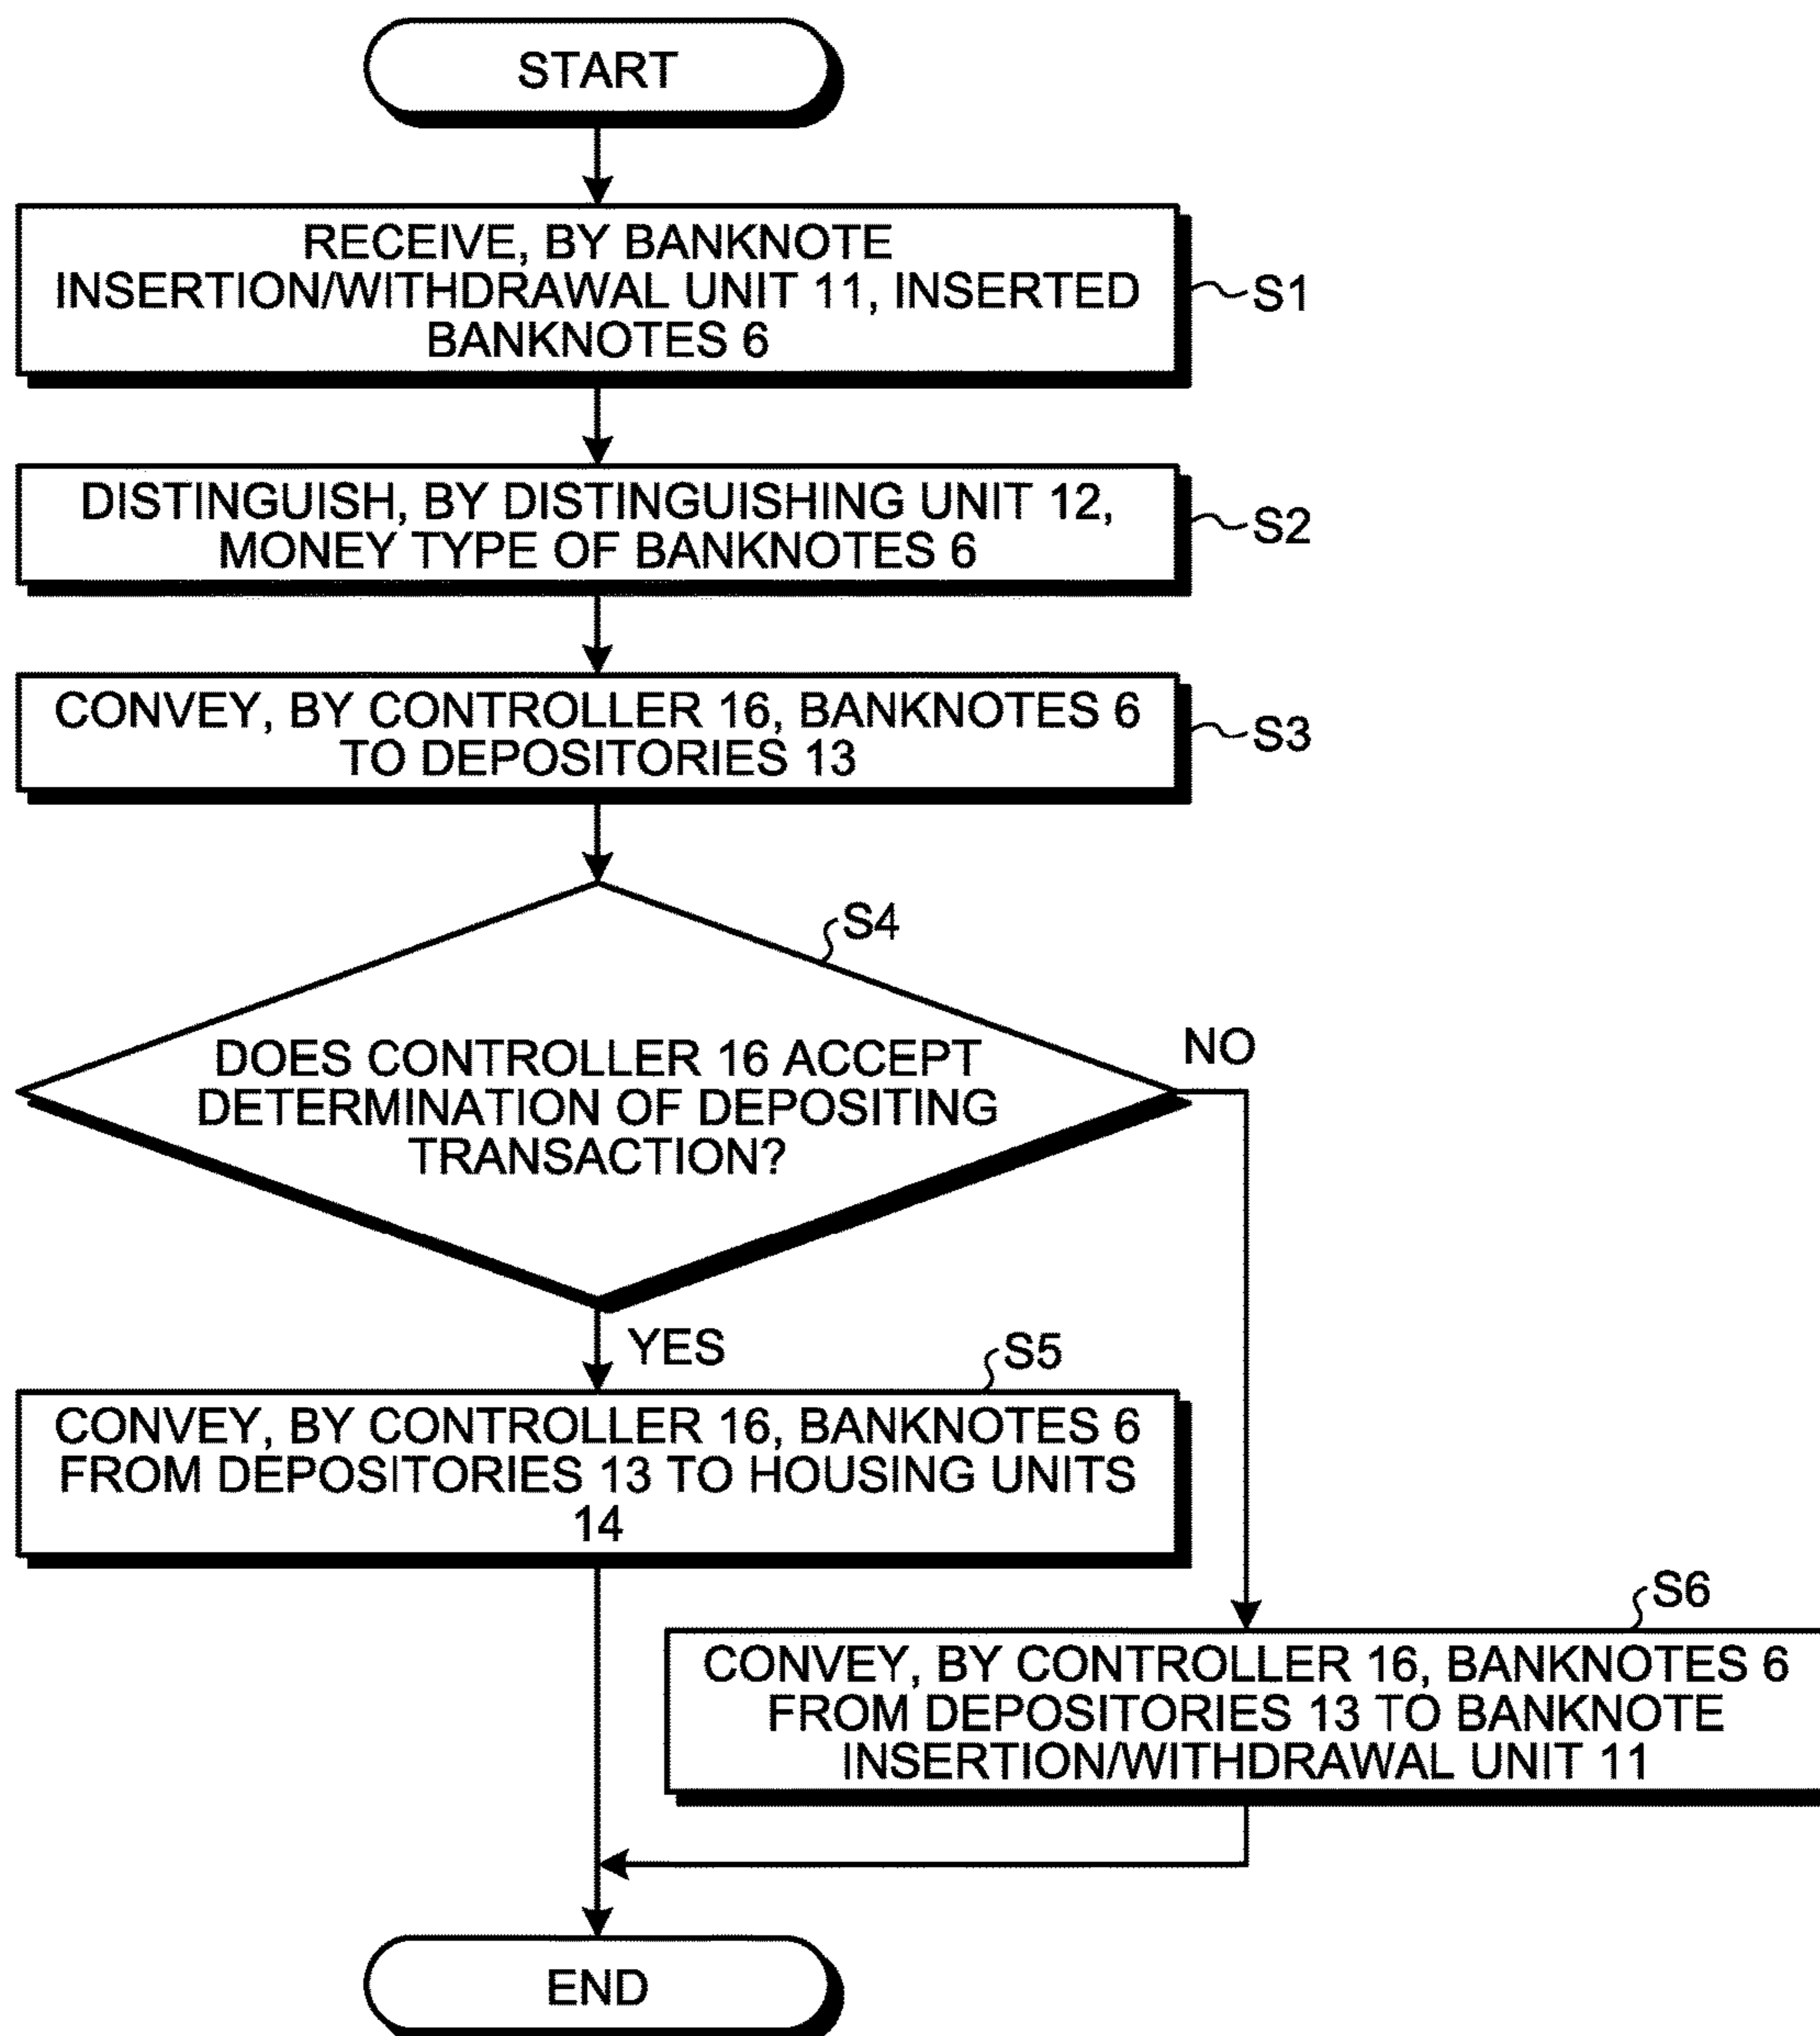 START
RECEIVE, BY BANKNOTE
INSERTION/WITHDRAWAL UNIT 11, INSERTED
BANKNOTES 6
S1
DISTINGUISH, BY DISTINGUISHING UNIT 12,
MONEY TYPE OF BANKNOTES 6
S2
CONVEY, BY CONTROLLER 16, BANKNOTES 6
TO DEPOSITORIES 13
S3
S4
DOES CONTROLLER 16 ACCEPT
DETERMINATION OF DEPOSITING
TRANSACTION?
NO
YES
S5
CONVEY, BY CONTROLLER 16, BANKNOTES 6
FROM DEPOSITORIES 13 TO HOUSING UNITS
14
S6
CONVEY, BY CONTROLLER 16, BANKNOTES 6
FROM DEPOSITORIES 13 TO BANKNOTE
INSERTION/WITHDRAWAL UNIT 11
END